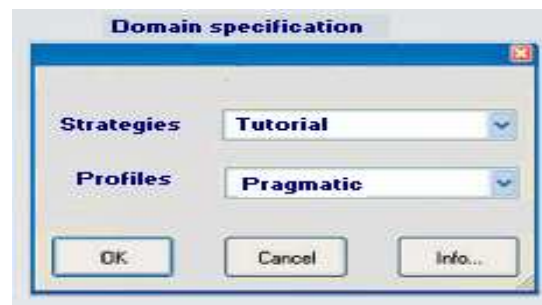 Domain specification
Strategies Tutorial
Profiles Pragmatic
OK Cancel Info...